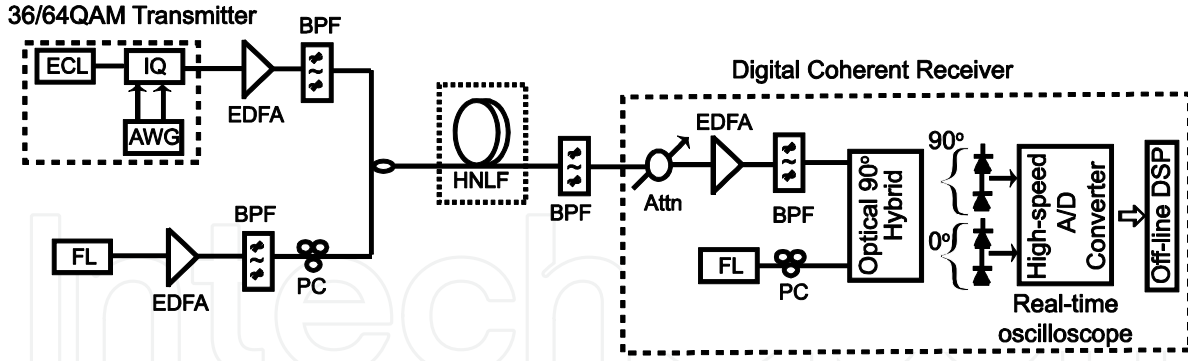 36/64QAM Transmitter
ECL
IQ
AWG
EDFA
BPF
FL
EDFA
BPF
PC
HNLF
BPF
Digital Coherent Receiver
Attn
EDFA
BPF
FL
PC
Optical 90°
Hybrid
90°
0°
High-speed
A/D
Converter
Real-time
oscilloscope
Off-line DSP
Intech